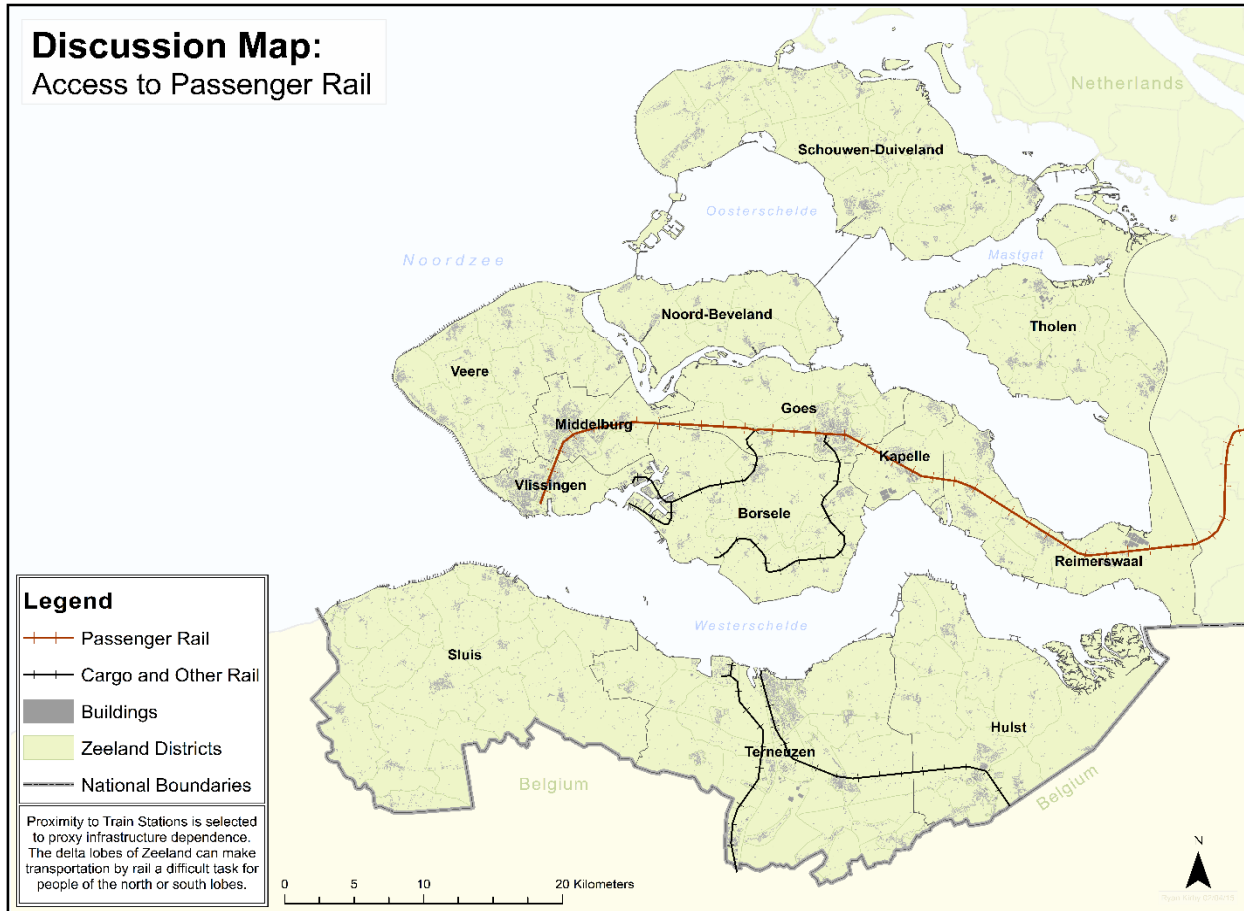 Discussion Map:
Access to Passenger Rail
Netherlands
Schouwen-Duiveland
Oosterschelde
Mastgat
Noordzee
Noord-Beveland
Tholen
Veere
Goes
Middelburg
Kapelle
Vlissingen
Borsele
Reimerswaal
Westerschelde
Sluis
Hulst
Terneuzen
Belgium
Belgium
Legend
Passenger Rail
Cargo and Other Rail
Buildings
Zeeland Districts
National Boundaries
Proximity to Train Stations is selected
to proxy infrastructure dependence.
The delta lobes of Zeeland can make
transportation by rail a difficult task for
people of the north or south lobes.
0 5 10 20 Kilometers
N